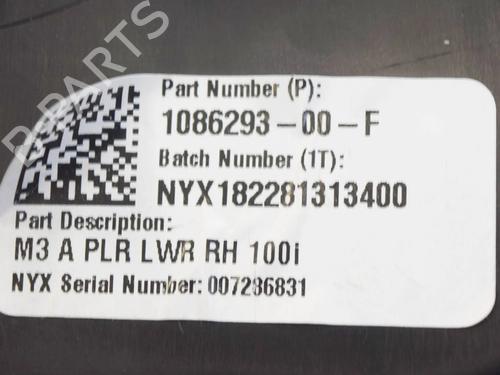 B-PARTS
Part Number (P):
1086293-00-F
Batch Number (1T):
NYX182281313400
Part Description:
M3 A PLR LWR RH 100i
NYX Serial Number: 007286831